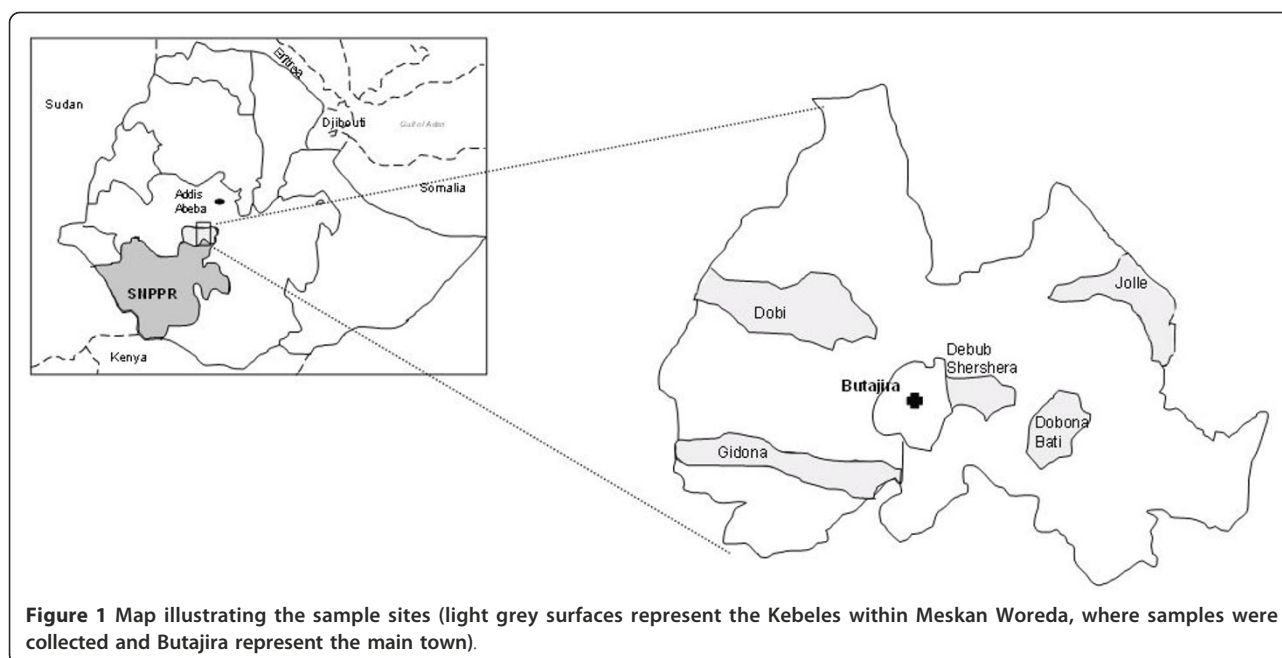 Eritrea
Sudan
Djibouti
Gulf of Aden
Addis
Abeba
Somalia
SNPPR
Kenya
Jolle
Dobi
Debub
Shershera
Butajira
Dobona
Bati
Gidona
Figure 1 Map illustrating the sample sites (light grey surfaces represent the Kebeles within Meskan Woreda, where samples were
collected and Butajira represent the main town).